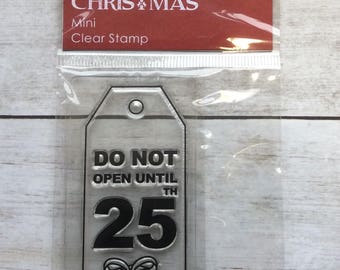 CHRISTMAS
Mini
Clear Stamp
DO NOT
OPEN UNTIL
TH
25